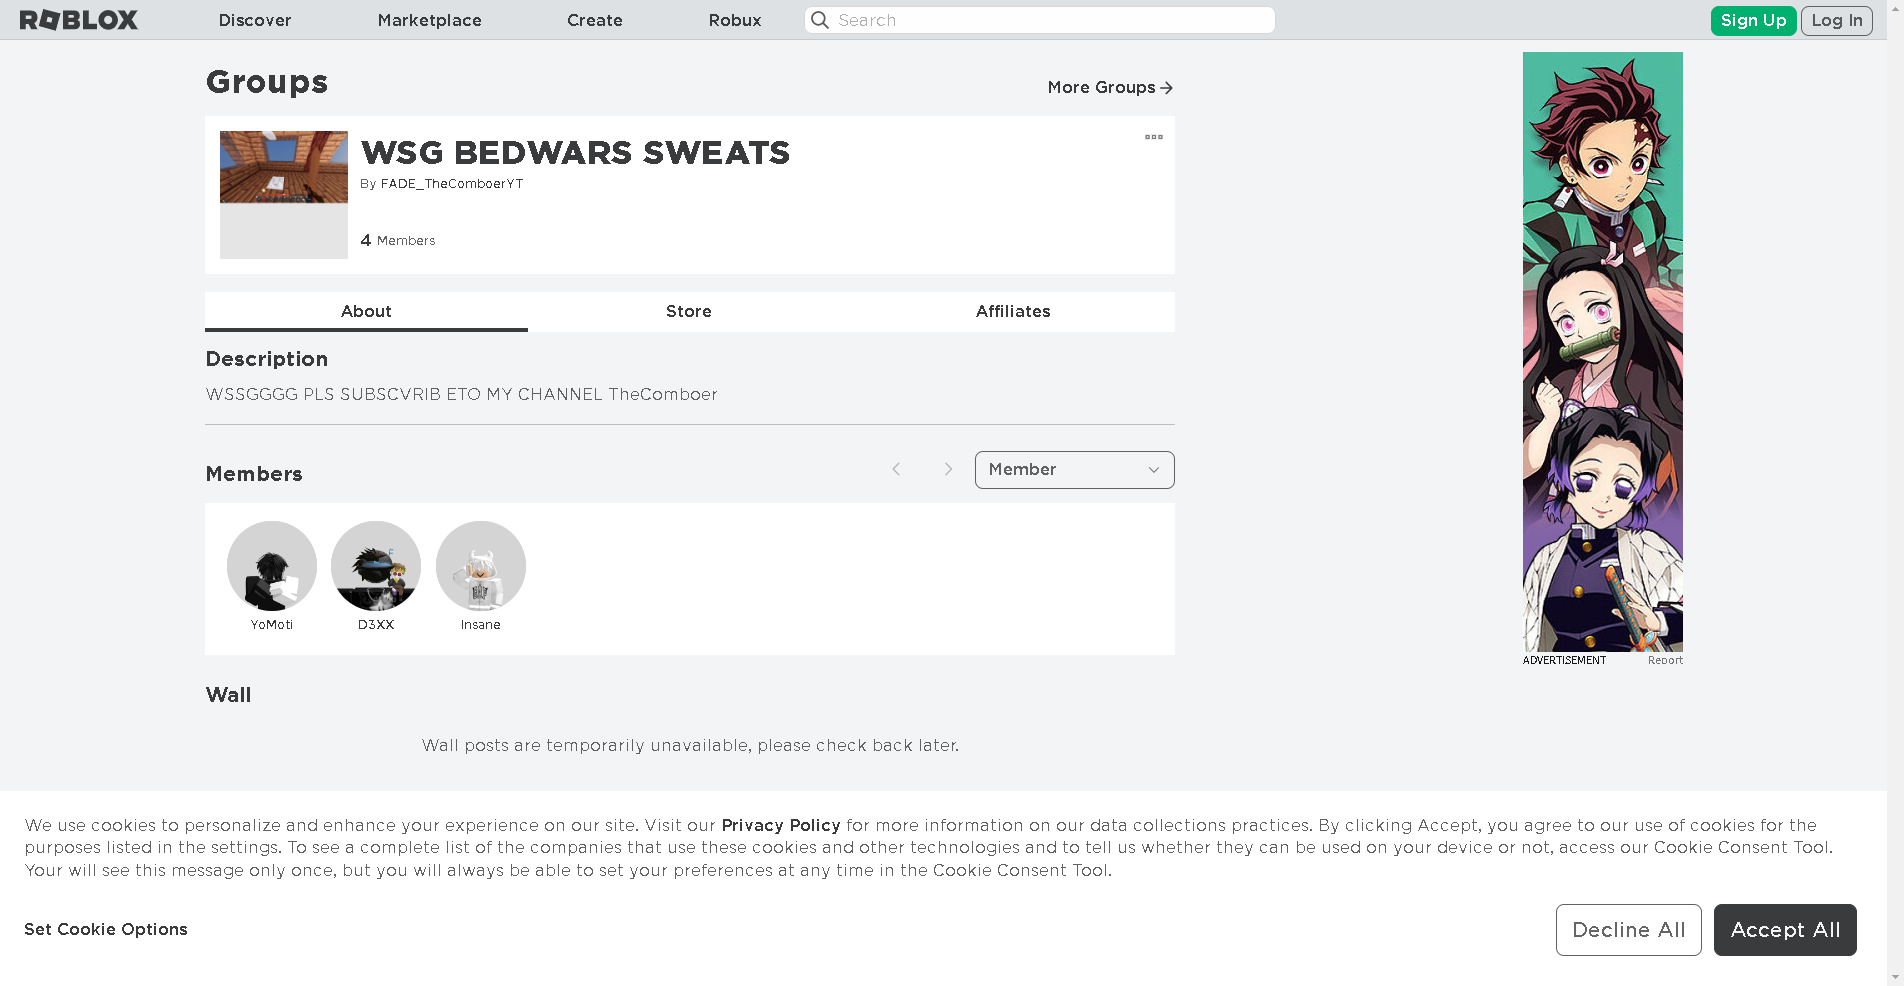 ROBLOX
Discover
Marketplace
Create
Robux
Search
Sign Up
Log In
Groups
More Groups
WSG BEDWARS SWEATS
By FADE_TheComboerYT
4 Members
About
Store
Affiliates
Description
WSSGGGG PLS SUBSCVRIB ETO MY CHANNEL TheComboer
Members
Member
YoMoti
D3XX
Insane
ADVERTISEMENT
Report
Wall
Wall posts are temporarily unavailable, please check back later.
We use cookies to personalize and enhance your experience on our site. Visit our Privacy Policy for more information on our data collections practices. By clicking Accept, you agree to our use of cookies for the
purposes listed in the settings. To see a complete list of the companies that use these cookies and other technologies and to tell us whether they can be used on your device or not, access our Cookie Consent Tool.
Your will see this message only once, but you will always be able to set your preferences at any time in the Cookie Consent Tool.
Set Cookie Options
Decline All
Accept All